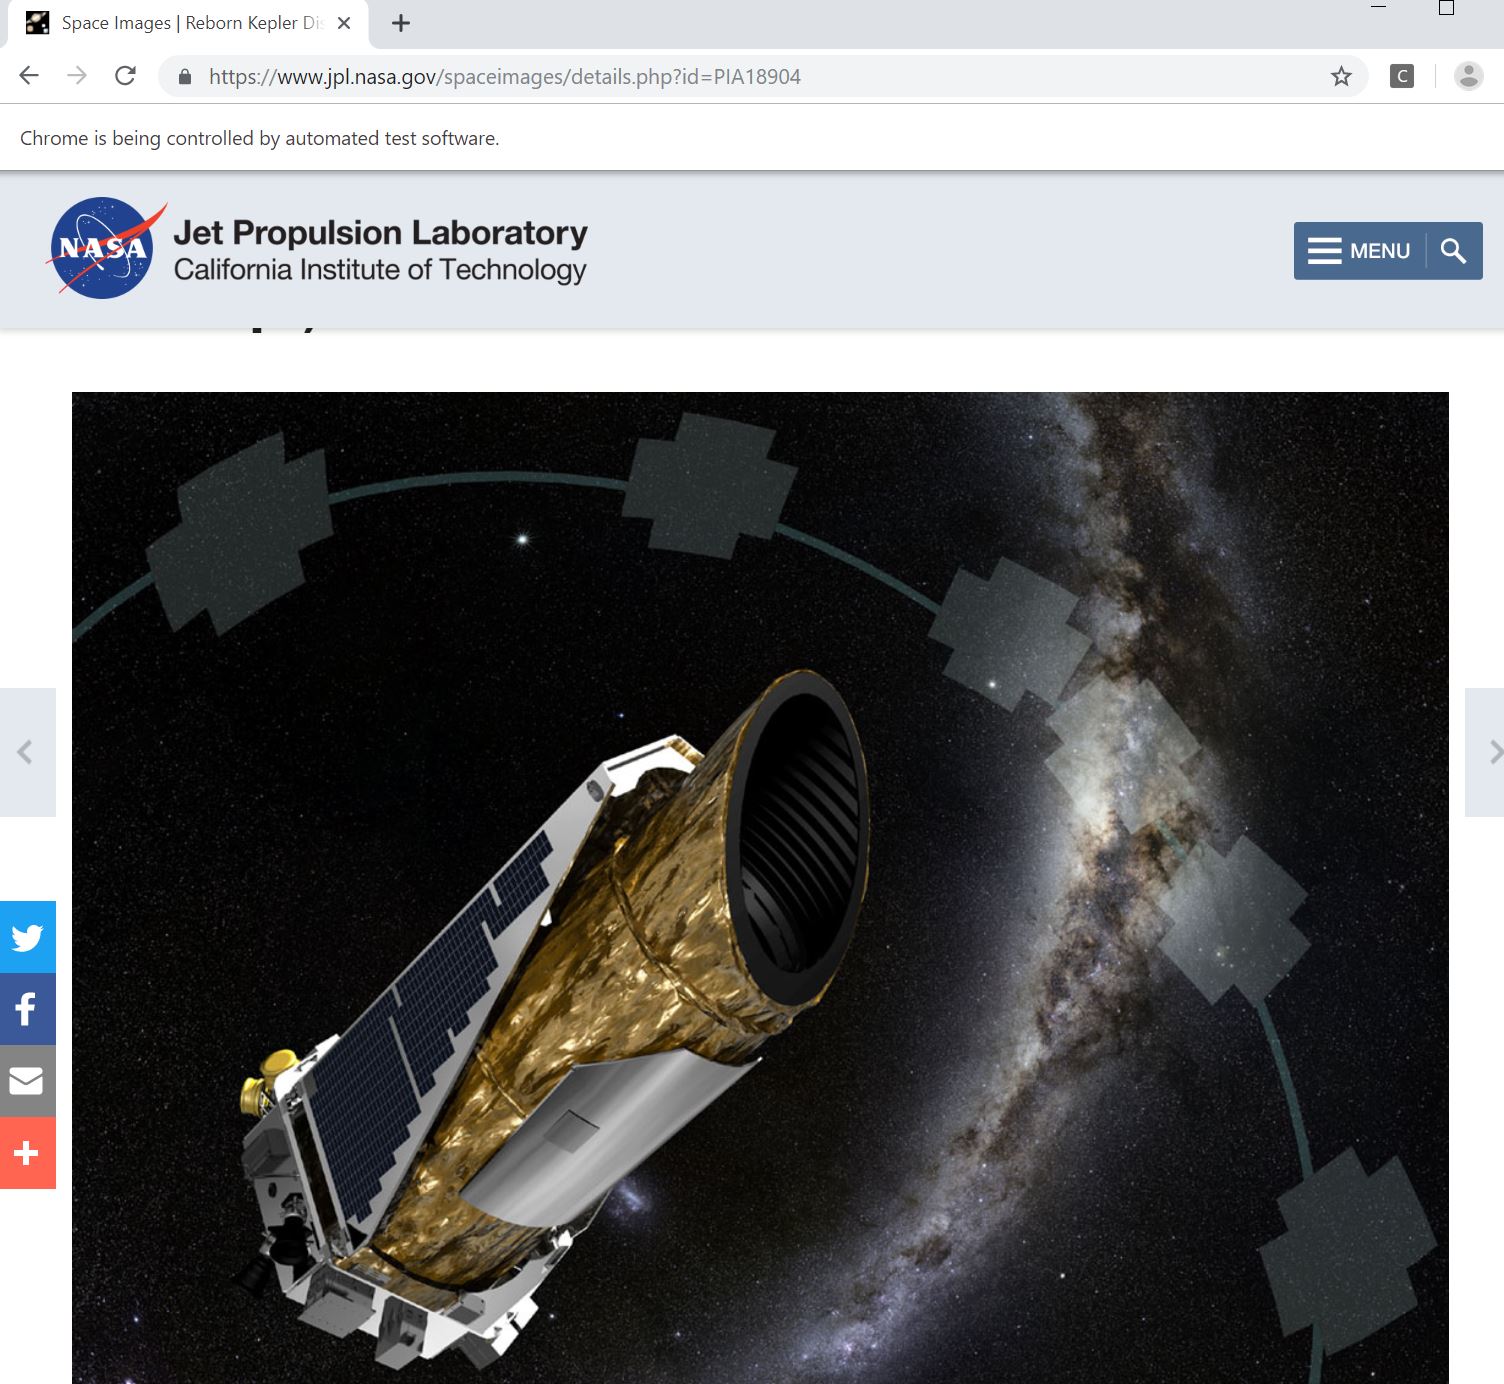 Space Images | Reborn Kepler Dis
https://www.jpl.nasa.gov/spaceimages/details.php?id=PIA18904
C
Chrome is being controlled by automated test software.
NASA
Jet Propulsion Laboratory
California Institute of Technology
MENU